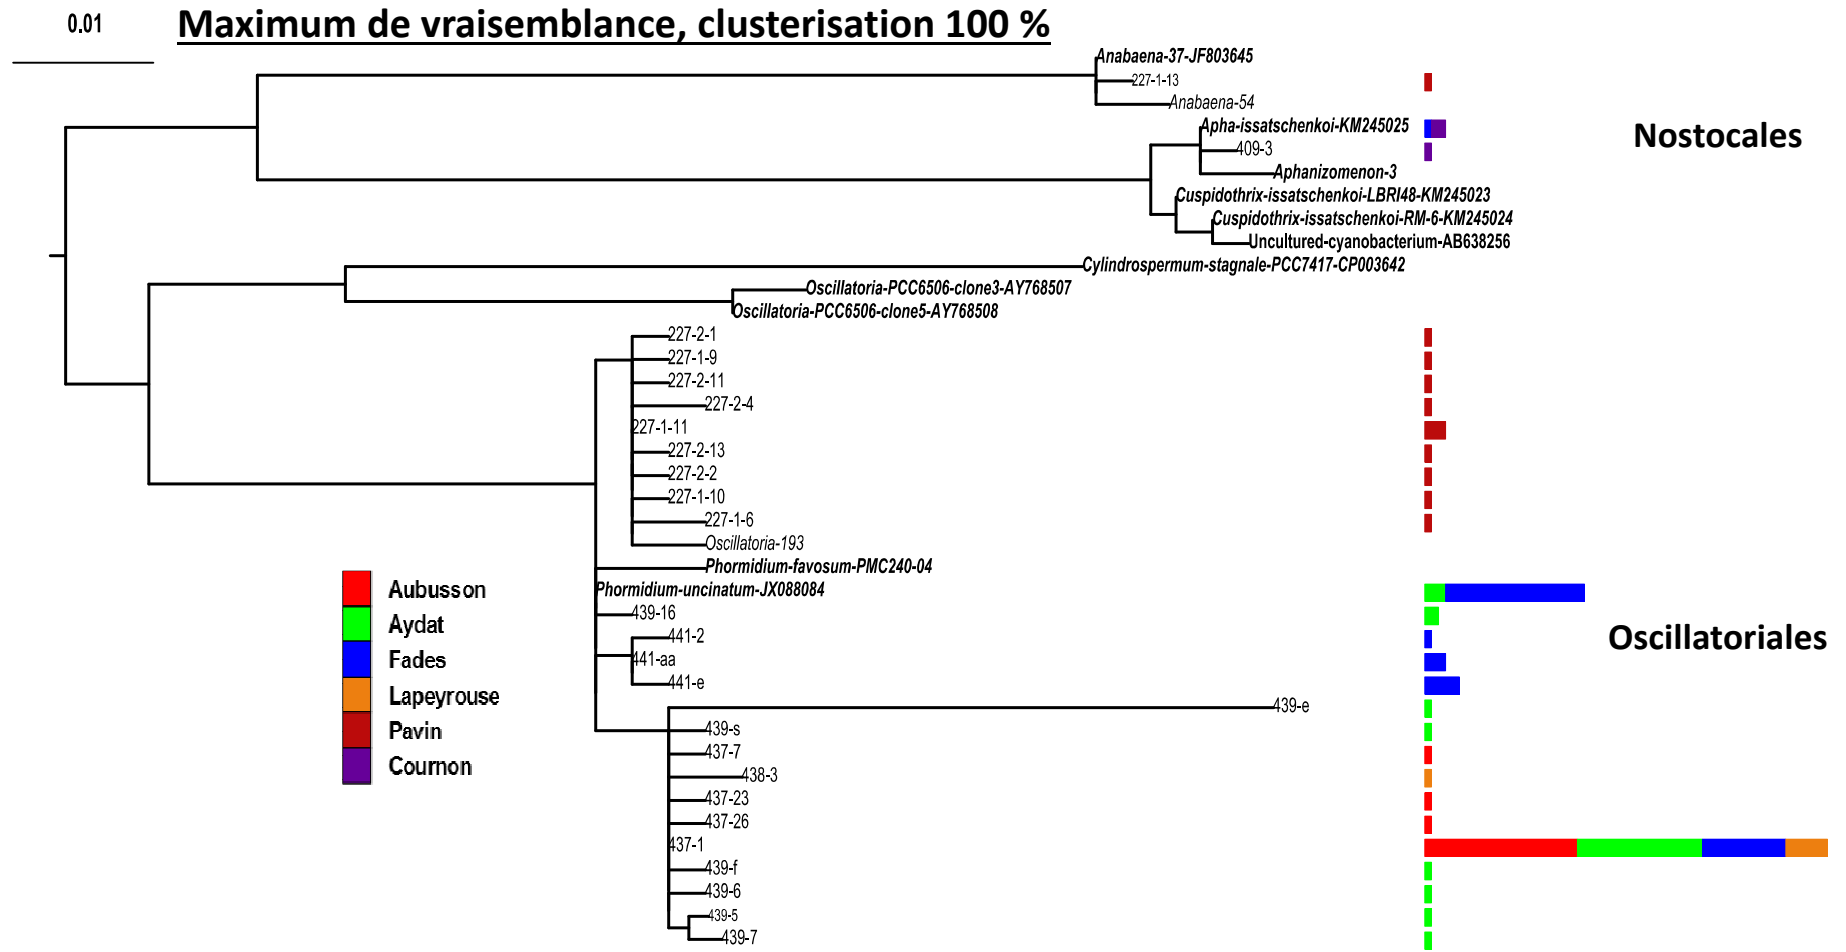 0.01
Maximum de vraisemblance, clusterisation 100 %
Anabaena-37-JF803645
227-1-13
Anabaena-54
Apha-issatschenkoi-KM245025
409-3
Aphanizomenon-3
Nostocales
Cuspidothrix-issatschenkoi-LBRI48-KM245023
Cuspidothrix-issatschenkoi-RM-6-KM245024
Uncultured-cyanobacterium-AB638256
Cylindrospermum-stagnale-PCC7417-CP003642
Oscillatoria-PCC6506-clone3-AY768507
Oscillatoria-PCC6506-clone5-AY768508
227-2-1
227-1-9
227-2-11
227-2-4
227-1-11
227-2-13
227-2-2
227-1-10
227-1-6
Oscillatoria-193
Phormidium-favosum-PMC240-04
Phormidium-uncinatum-JX088084
439-16
441-2
441-aa
441-e
Oscillatoriales
439-e
439-s
437-7
438-3
437-23
437-26
437-1
439-f
439-6
439-5
439-7
Aubusson
Aydat
Fades
Lapeyrouse
Pavin
Cournon